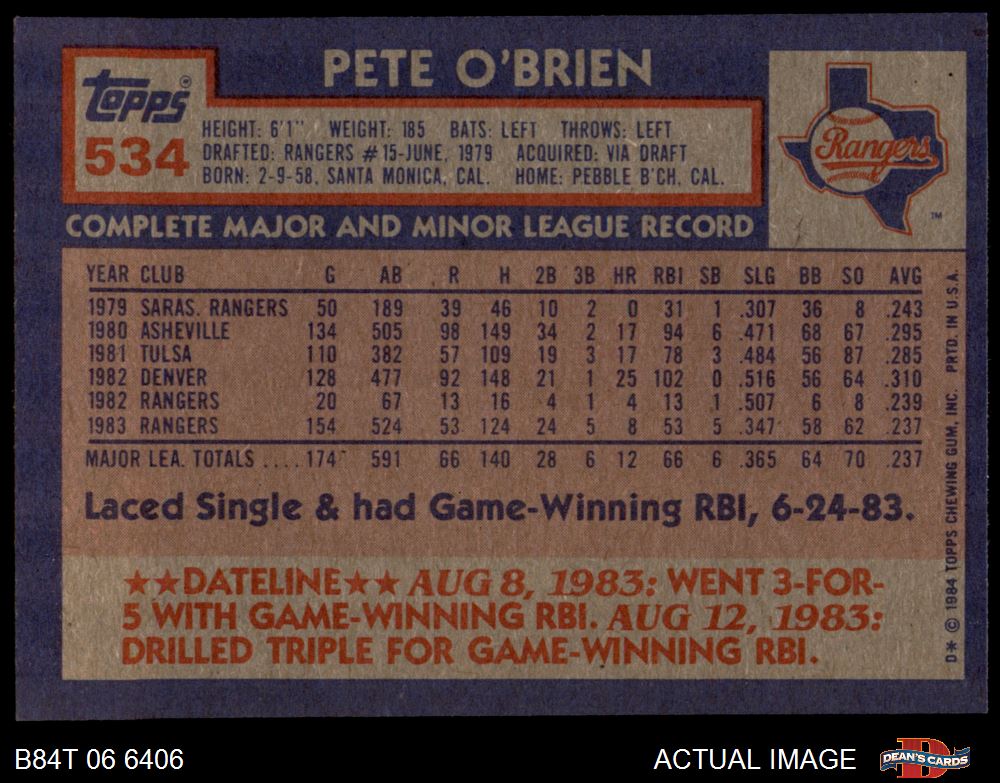 PETE O'BRIEN
Topps®
534
HEIGHT: 6'1" WEIGHT: 185 BATS: LEFT THROWS: LEFT
DRAFTED: RANGERS #15-JUNE, 1979 ACQUIRED: VIA DRAFT
BORN: 2-9-58, SANTA MONICA, CAL. HOME: PEBBLE B'CH, CAL.
Rangers
TM
COMPLETE MAJOR AND MINOR LEAGUE RECORD
YEAR CLUB G AB R H 2B 3B HR RBI SB SLG BB SO AVG
1979 SARAS. RANGERS 50 189 39 46 10 2 0 31 1 .307 36 8 .243
1980 ASHEVILLE 134 505 98 149 34 2 17 94 6 .471 68 67 .295
1981 TULSA 110 382 57 109 19 3 17 78 3 .484 56 87 .285
1982 DENVER 128 477 92 148 21 1 25 102 0 .516 56 64 .310
1982 RANGERS 20 67 13 16 4 1 4 13 1 .507 6 8 .239
1983 RANGERS 154 524 53 124 24 5 8 53 5 .347 58 62 .237
MAJOR LEA. TOTALS .... 174 591 66 140 28 6 12 66 6 .365 64 70 .237
Laced Single & had Game-Winning RBI, 6-24-83.
★★DATELINE★★ AUG 8, 1983: WENT 3-FOR-
5 WITH GAME-WINNING RBI. AUG 12, 1983:
DRILLED TRIPLE FOR GAME-WINNING RBI.
D* © 1984 TOPPS CHEWING GUM, INC. PRTD. IN U.S.A.
B84T 06 6406
ACTUAL IMAGE
D
DEAN'S CARDS